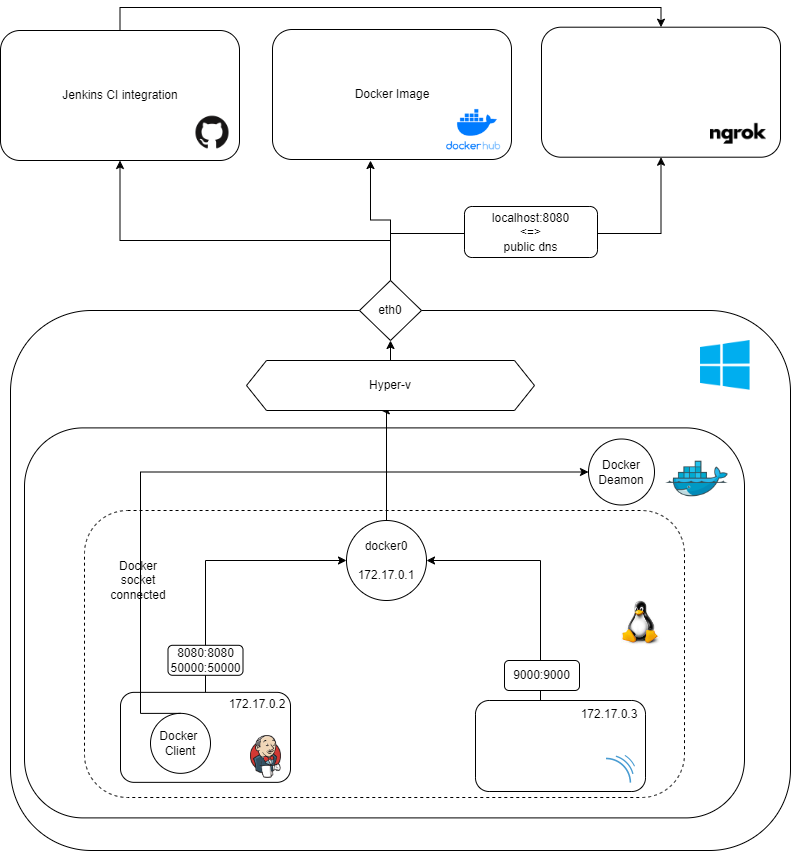 Jenkins CI integration
Docker Image
dockerhub
ngrok
localhost:8080
<=>
public dns
eth0
Hyper-v
Docker
Deamon
docker0
172.17.0.1
Docker
socket
connected
8080:8080
50000:50000
9000:9000
172.17.0.2
172.17.0.3
Docker
Client